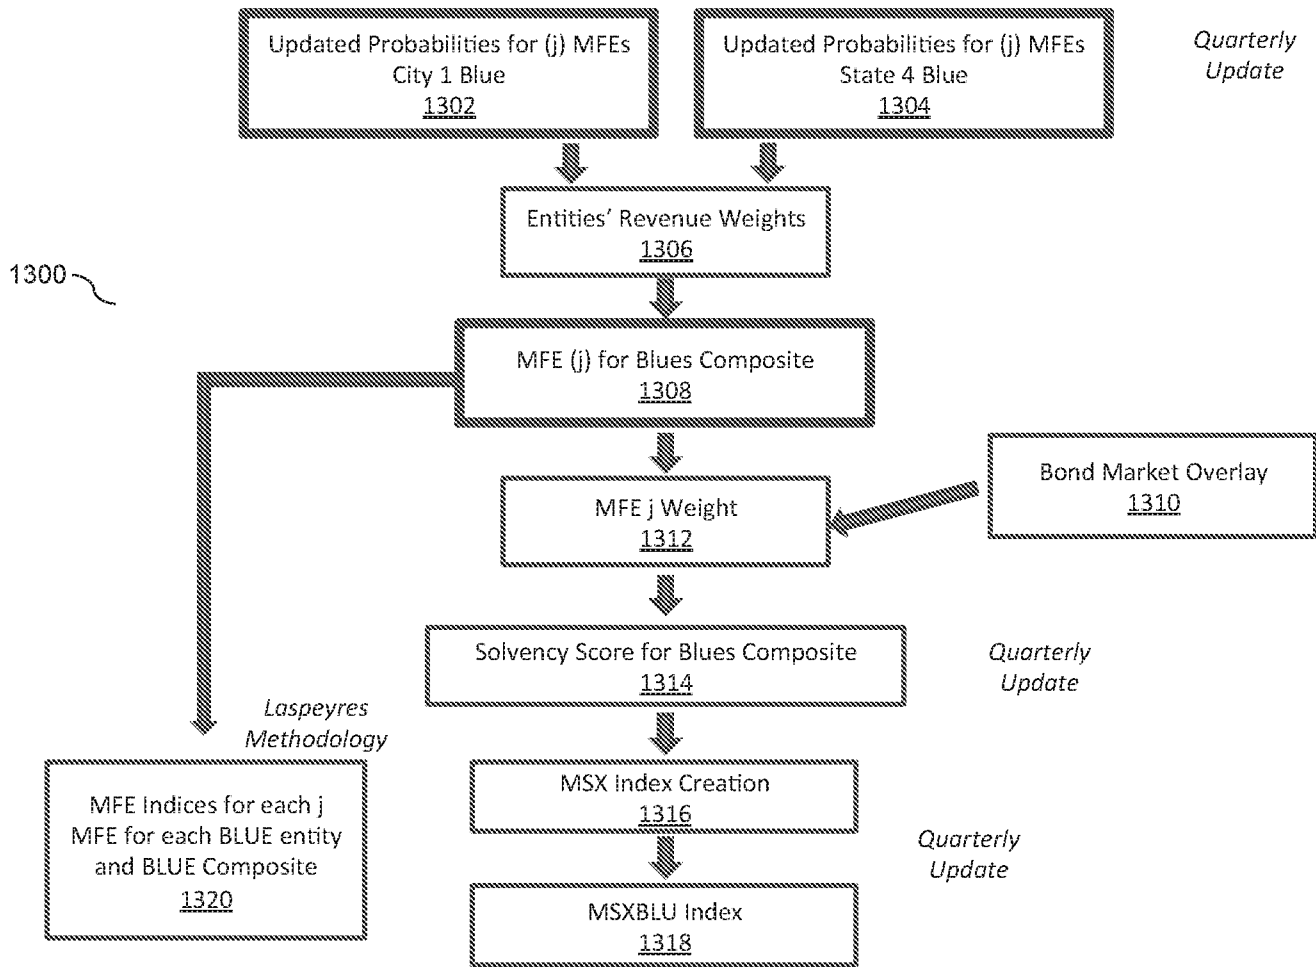 Updated Probabilities for (j) MFEs
City 1 Blue
1302
Updated Probabilities for (j) MFEs
State 4 Blue
1304
Quarterly
Update
Entities' Revenue Weights
1306
1300
MFE (j) for Blues Composite
1308
Bond Market Overlay
1310
MFE j Weight
1312
Solvency Score for Blues Composite
1314
Quarterly
Update
Laspeyres
Methodology
MFE Indices for each j
MFE for each BLUE entity
and BLUE Composite
1320
MSX Index Creation
1316
Quarterly
Update
MSXBLU Index
1318